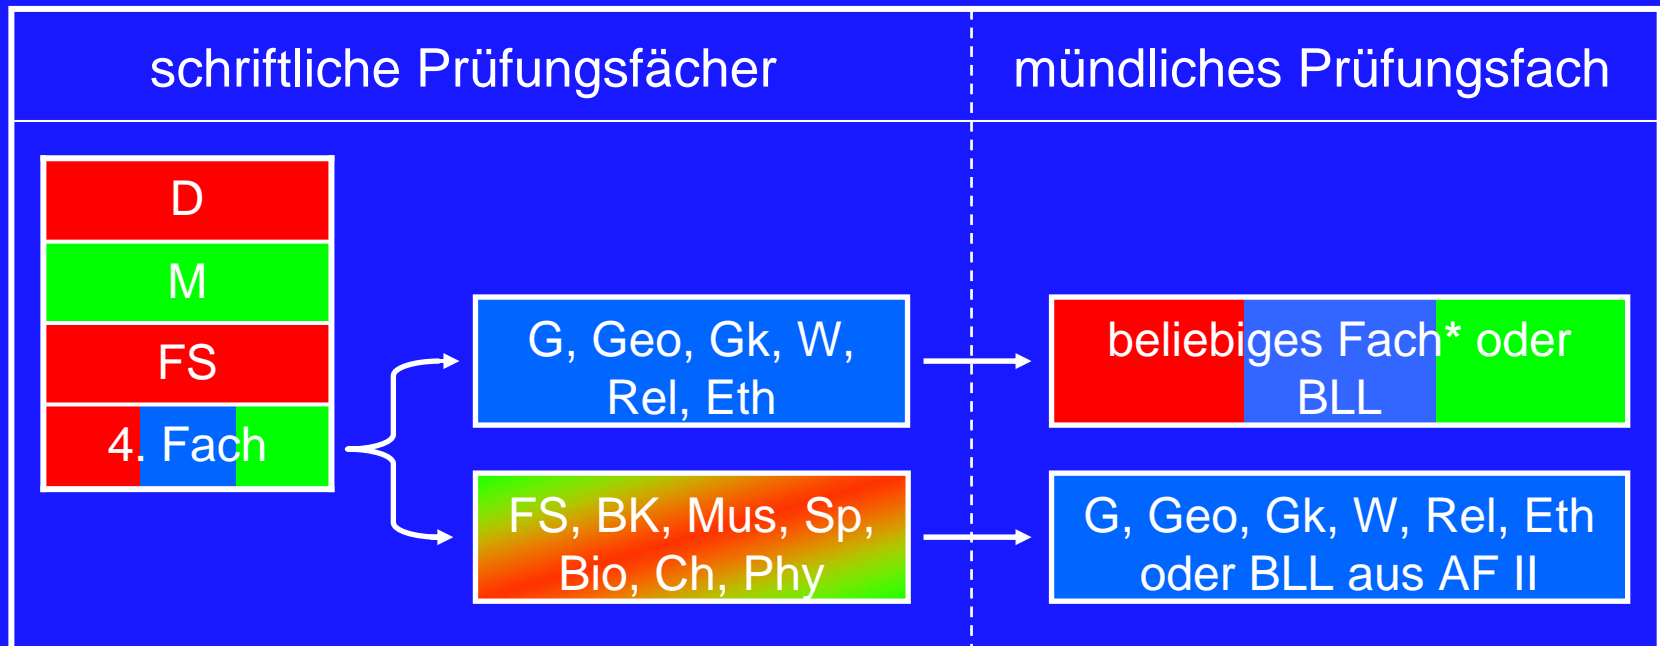 schriftliche Prüfungsfächer
mündliches Prüfungsfach
D
M
FS
4. Fach
G, Geo, Gk, W,
Rel, Eth
beliebiges Fach* oder
BLL
FS, BK, Mus, Sp,
Bio, Ch, Phy
G, Geo, Gk, W, Rel, Eth
oder BLL aus AF II